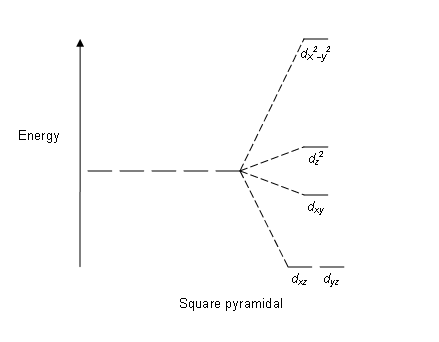 dx²-y²
Energy
dz²
dxy
dxz dyz
Square pyramidal